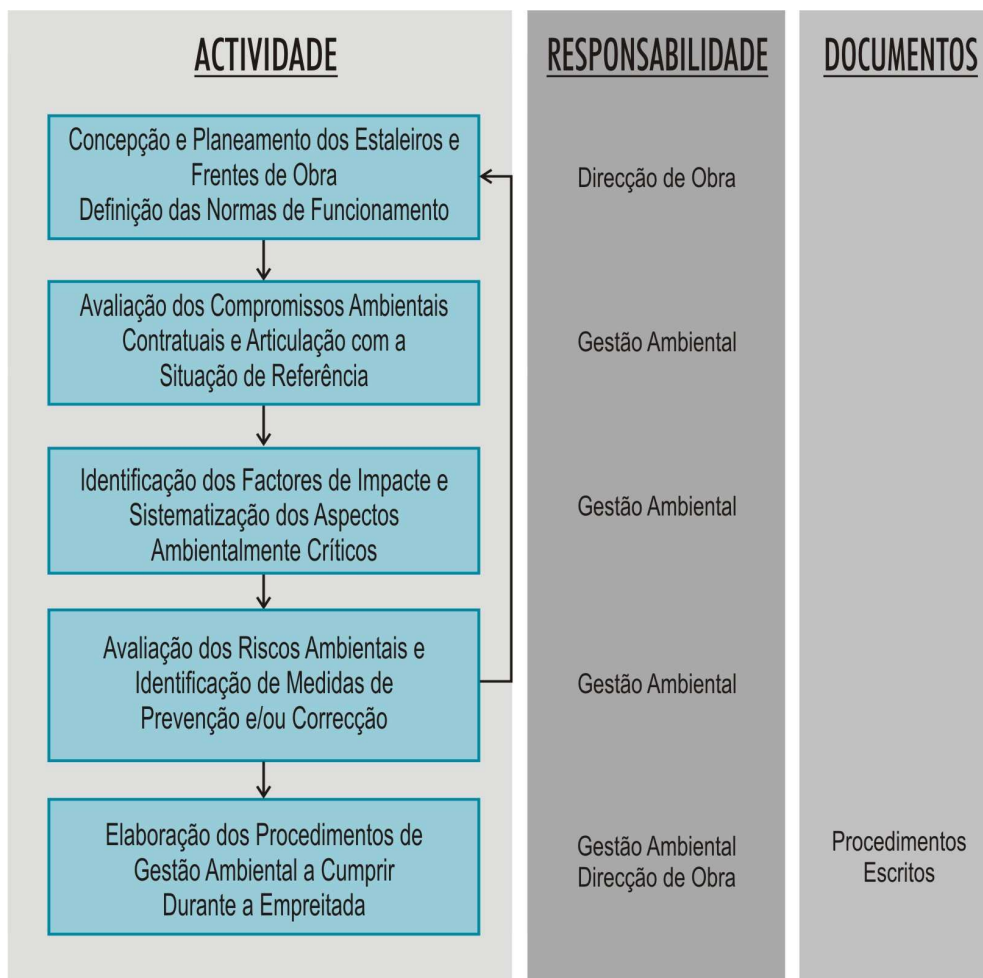 ACTIVIDADE
RESPONSABILIDADE
DOCUMENTOS
Concepção e Planeamento dos Estaleiros e
Frentes de Obra
Definição das Normas de Funcionamento
Direcção de Obra
Avaliação dos Compromissos Ambientais
Contratuais e Articulação com a
Situação de Referência
Gestão Ambiental
Identificação dos Factores de Impacte e
Sistematização dos Aspectos
Ambientalmente Críticos
Gestão Ambiental
Avaliação dos Riscos Ambientais e
Identificação de Medidas de
Prevenção e/ou Correcção
Gestão Ambiental
Elaboração dos Procedimentos de
Gestão Ambiental a Cumprir
Durante a Empreitada
Gestão Ambiental
Direcção de Obra
Procedimentos
Escritos